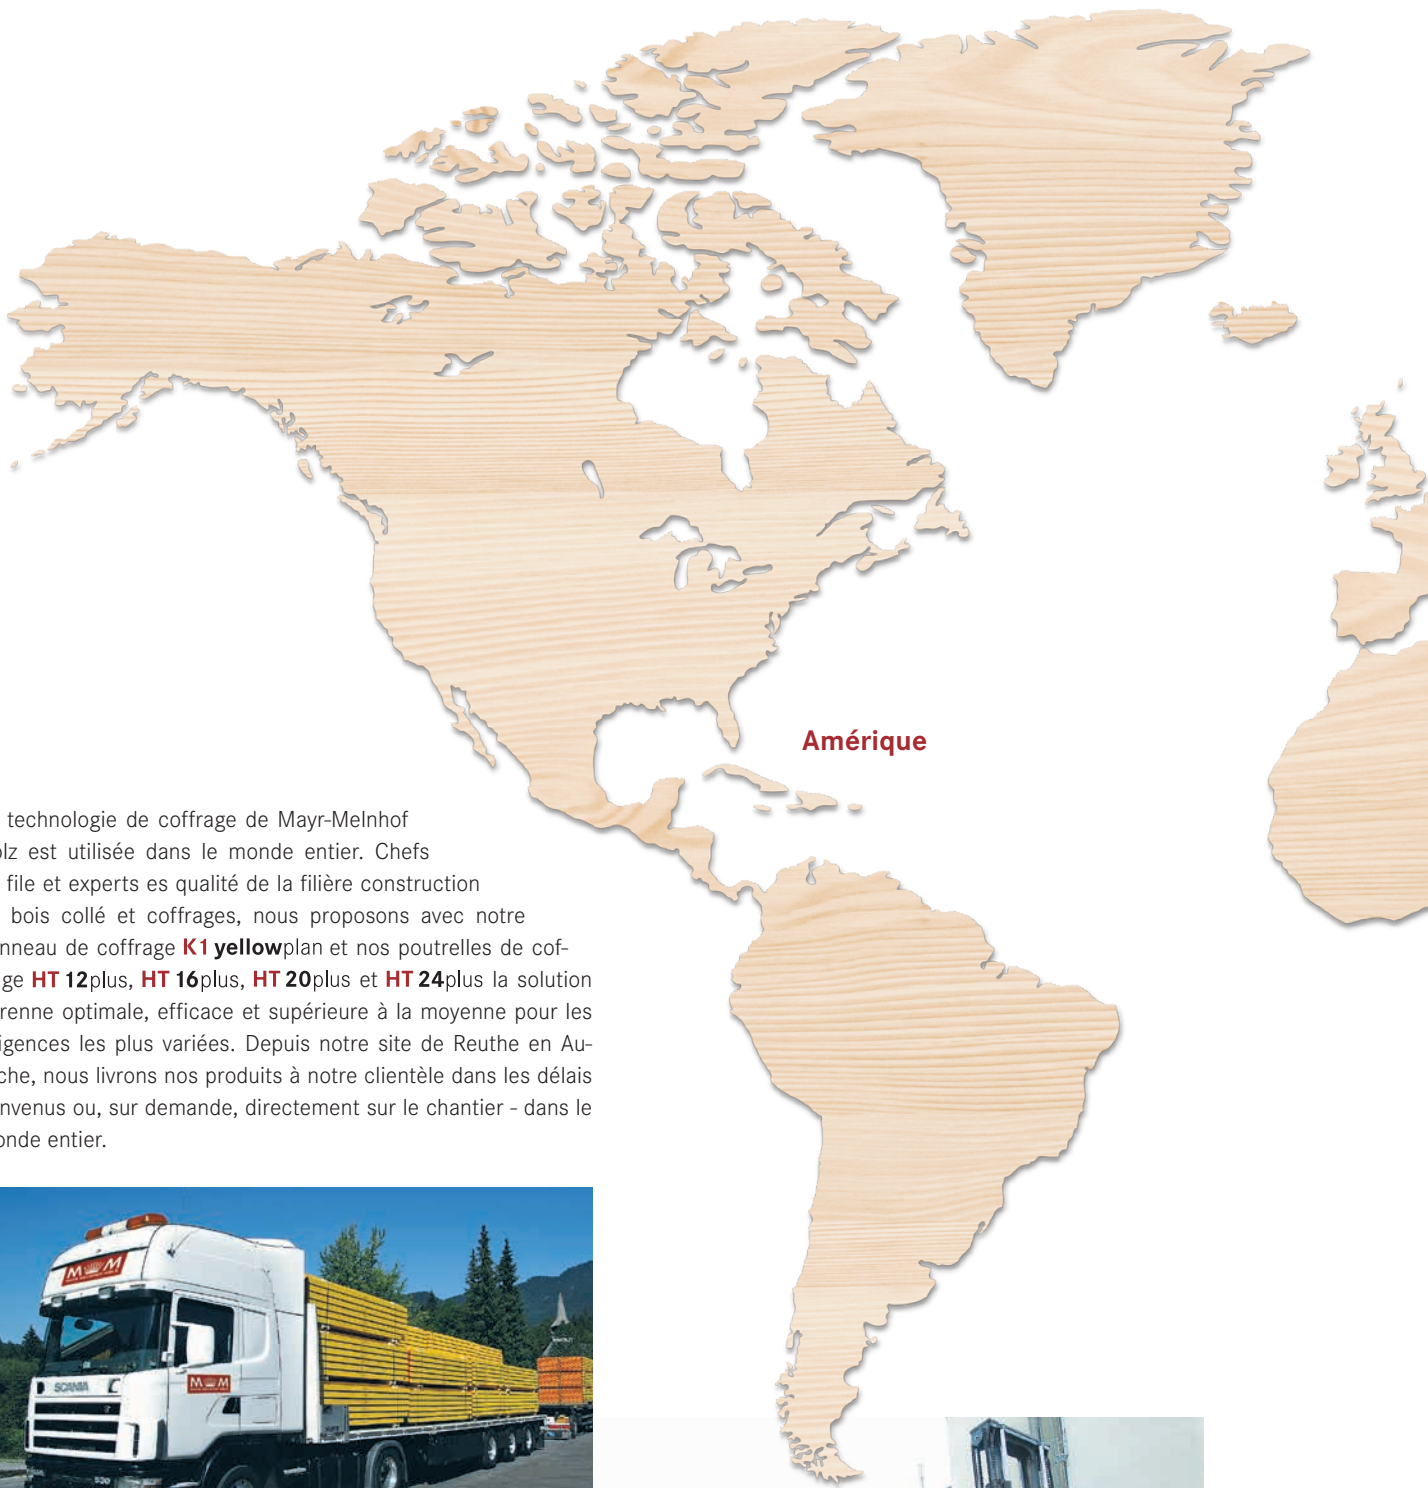 Amérique
technologie de coffrage de Mayr-Melnhof
lz est utilisée dans le monde entier. Chefs
file et experts es qualité de la filière construction
bois collé et coffrages, nous proposons avec notre
nneau de coffrage K1 yellowplan et nos poutrelles de cof-
ge HT 12plus, HT 16plus, HT 20plus et HT 24plus la solution
renne optimale, efficace et supérieure à la moyenne pour les
igences les plus variées. Depuis notre site de Reuthe en Au-
che, nous livrons nos produits à notre clientèle dans les délais
nvenus ou, sur demande, directement sur le chantier - dans le
onde entier.
M M
SCANIA
M M
530